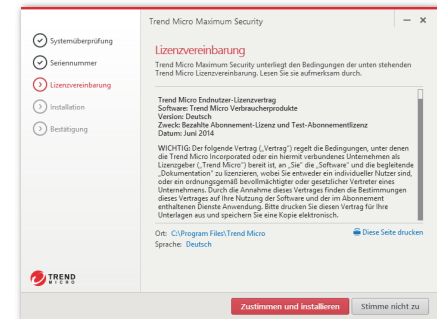 Trend Micro Maximum Security
Systemüberprüfung
Seriennummer
Lizenzvereinbarung
Installation
Bestätigung
Lizenzvereinbarung
Trend Micro Maximum Security unterliegt den Bedingungen der unten stehenden
Trend Micro Lizenzvereinbarung. Lesen Sie sie aufmerksam durch.
Trend Micro Endnutzer-Lizenzvertrag
Software: Trend Micro Verbraucherprodukte
Version: Deutsch
Zweck: Bezahlte Abonnement-Lizenz und Test-Abonnementlizenz
Datum: Juni 2014
WICHTIG: Der folgende Vertrag („Vertrag“) regelt die Bedingungen, unter denen
die Trend Micro Incorporated oder ein hiermit verbundenes Unternehmen als
Lizenzgeber („Trend Micro“) bereit ist, an „Sie“ die „Software“ und die begleitende
„Dokumentation“ zu lizenzieren, wobei Sie entweder ein individueller Nutzer sind,
oder ein ordnungsgemäß bevollmächtigter oder gesetzlicher Vertreter eines
Unternehmens. Durch die Annahme dieses Vertrages finden die Bestimmungen
dieses Vertrages auf Ihre Nutzung der Software und der im Abonnement
enthaltenen Dienste Anwendung. Bitte drucken Sie diesen Vertrag für Ihre
Unterlagen aus und speichern Sie eine Kopie elektronisch.
Ort: C:\Program Files\Trend Micro
Diese Seite drucken
Sprache: Deutsch
TREND
MICRO
Zustimmen und installieren
Stimme nicht zu